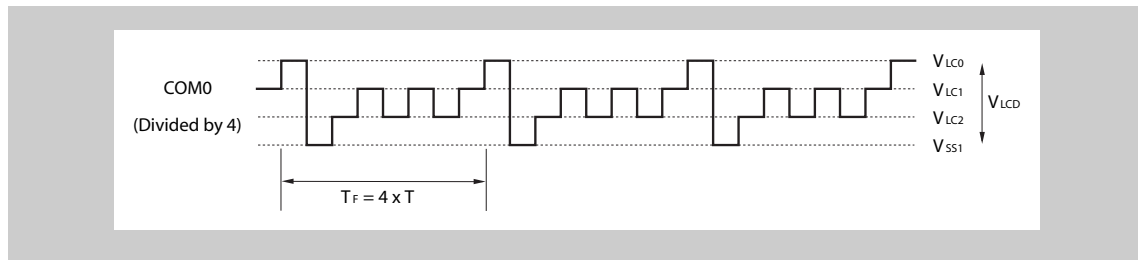 COM0
(Divided by 4)
VLC0
VLC1
VLC2
VSS1
VLCD
TF = 4 x T